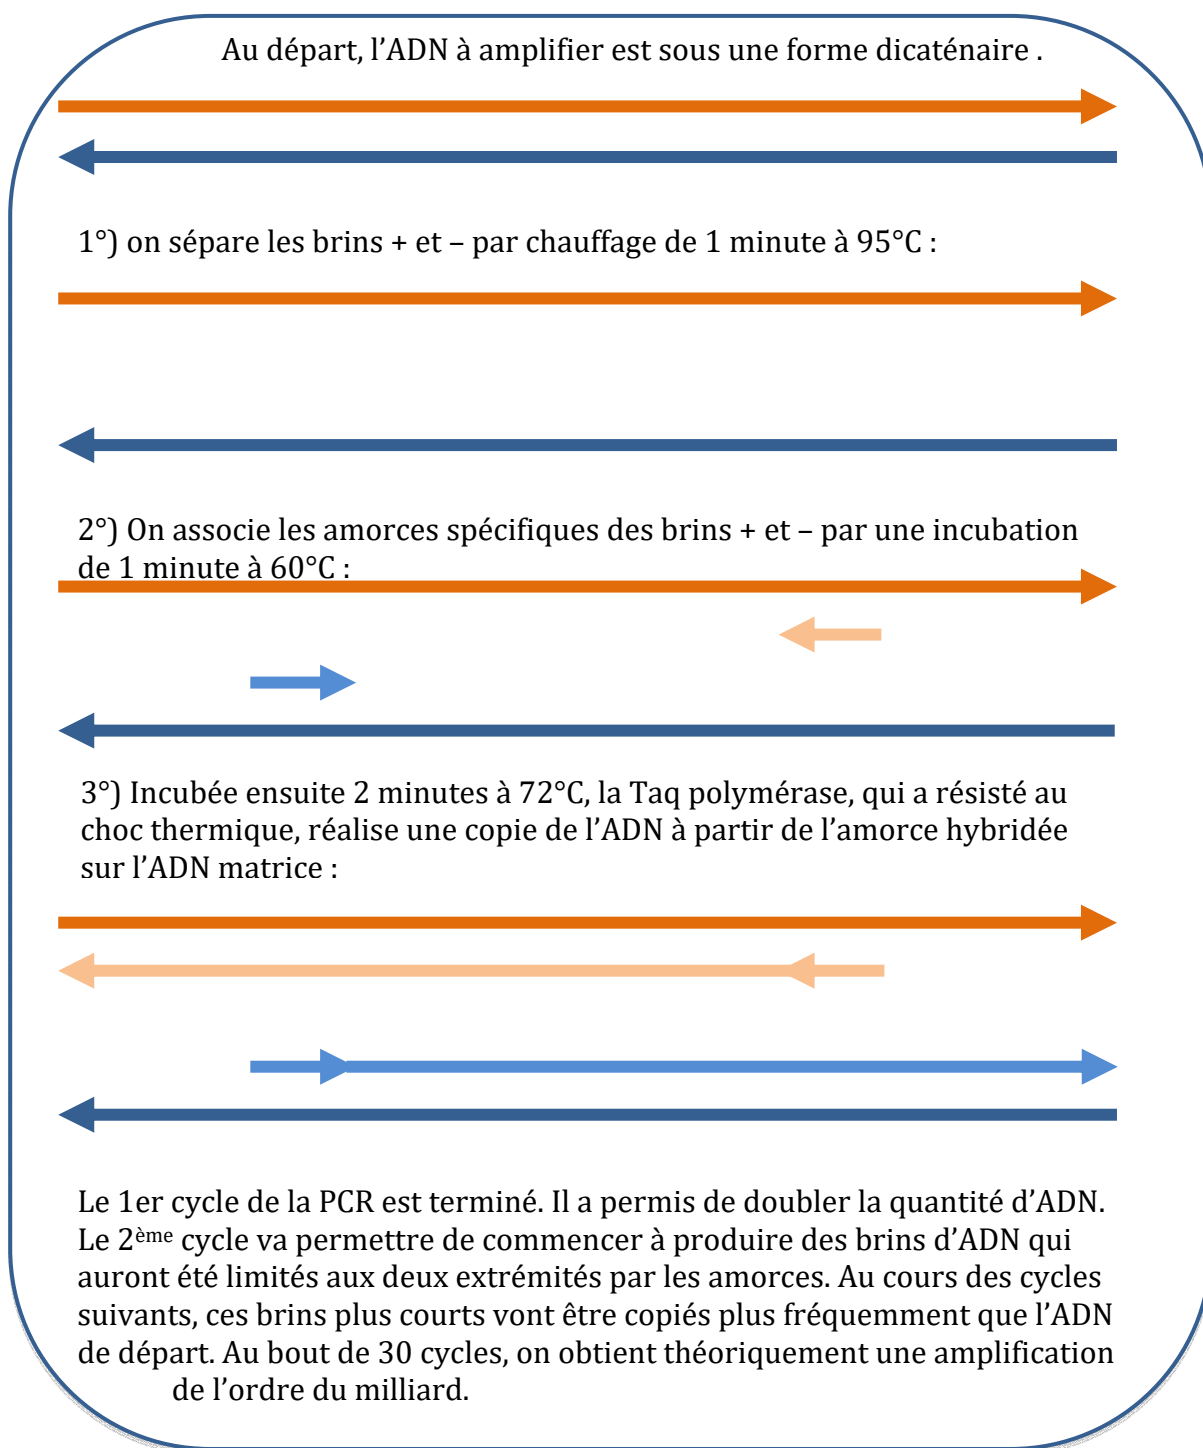 Au départ, l’ADN à amplifier est sous une forme dicaténaire .
1°) on sépare les brins + et – par chauffage de 1 minute à 95°C :
2°) On associe les amorces spécifiques des brins + et – par une incubation
de 1 minute à 60°C :
3°) Incubée ensuite 2 minutes à 72°C, la Taq polymérase, qui a résisté au
choc thermique, réalise une copie de l’ADN à partir de l’amorce hybridée
sur l’ADN matrice :
Le 1er cycle de la PCR est terminé. Il a permis de doubler la quantité d’ADN.
Le 2ème cycle va permettre de commencer à produire des brins d’ADN qui
auront été limités aux deux extrémités par les amorces. Au cours des cycles
suivants, ces brins plus courts vont être copiés plus fréquemment que l’ADN
de départ. Au bout de 30 cycles, on obtient théoriquement une amplification
de l’ordre du milliard.